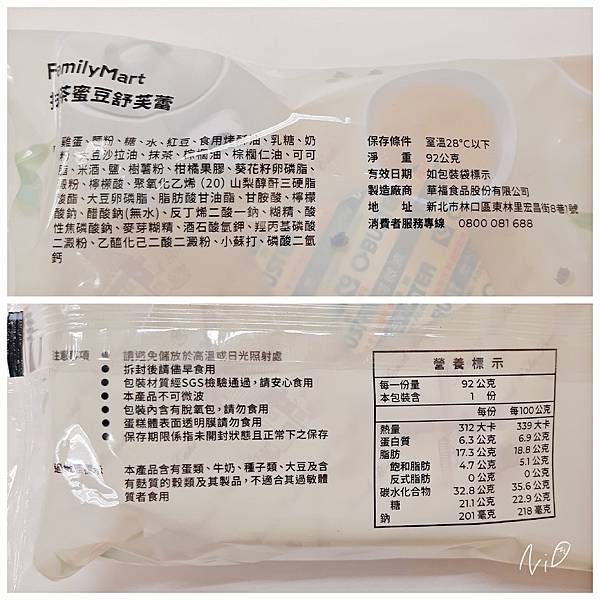 FamilyMart
抹茶蜜豆舒芙蕾
雞蛋、麵粉、糖、水、紅豆、食用烤酥油、乳糖、奶
粉、大豆沙拉油、抹茶、棕櫚油、棕櫚仁油、可可
脂、米酒、鹽、樹薯粉、柑橘果膠、葵花籽卵磷脂、
澱粉、檸檬酸、聚氧化乙烯(20)山梨醇酐三硬脂
酸酯、大豆卵磷脂、脂肪酸甘油酯、甘胺酸、檸檬
酸鈉、醋酸鈉(無水)、反丁烯二酸一鈉、糊精、酸
性焦磷酸鈉、麥芽糊精、酒石酸氫鉀、羥丙基磷酸
二澱粉、乙醯化己二酸二澱粉、小蘇打、磷酸二氫
鈣
保存條件 室溫28°C以下
淨 重 92公克
有效日期 如包裝袋標示
製造廠商 華福食品股份有限公司
地 址 新北市林口區東林里宏昌街8巷1號
消費者服務專線 0800 081 688
注意事項 ● 請避免儲放於高溫或日光照射處
● 拆封後請儘早食用
● 包裝材質經SGS檢驗通過,請安心食用
● 本產品不可微波
● 包裝內含有脫氧包,請勿食用
● 蛋糕體表面透明膜請勿食用
● 保存期限係指未開封狀態且正常下之保存
本產品含有蛋類、牛奶、種子類、大豆及含
有麩質的穀類及其製品,不適合其過敏體
質者食用
營養標示
每一份量 92 公克
本包裝含 1 份
每份 每100公克
熱量 312 大卡 339 大卡
蛋白質 6.3 公克 6.9 公克
脂肪 17.3 公克 18.8 公克
飽和脂肪 4.7 公克 5.1 公克
反式脂肪 0 公克 0 公克
碳水化合物 32.8 公克 35.6 公克
糖 21.1 公克 22.9 公克
鈉 201 毫克 218 毫克